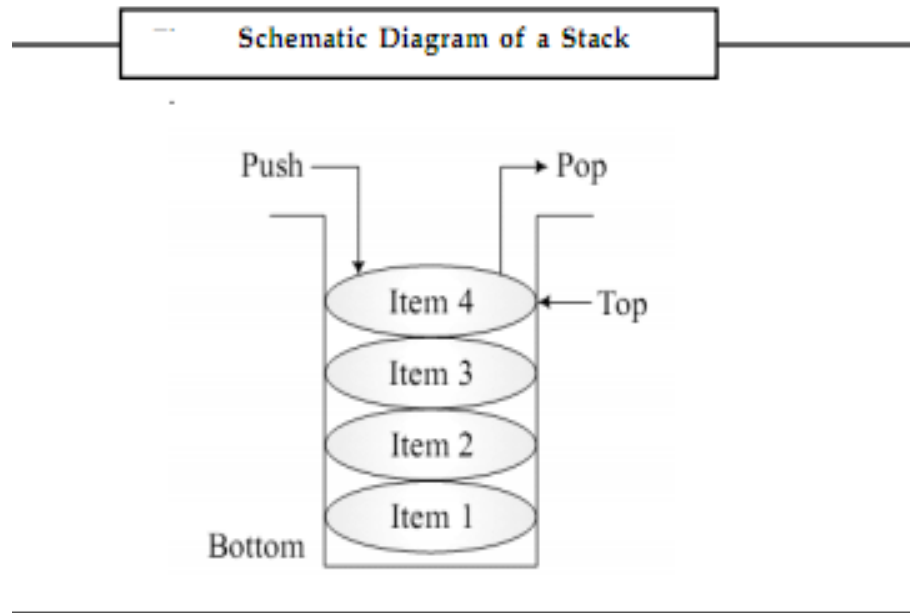 Schematic Diagram of a Stack
Push
Pop
Item 4
Top
Item 3
Item 2
Item 1
Bottom